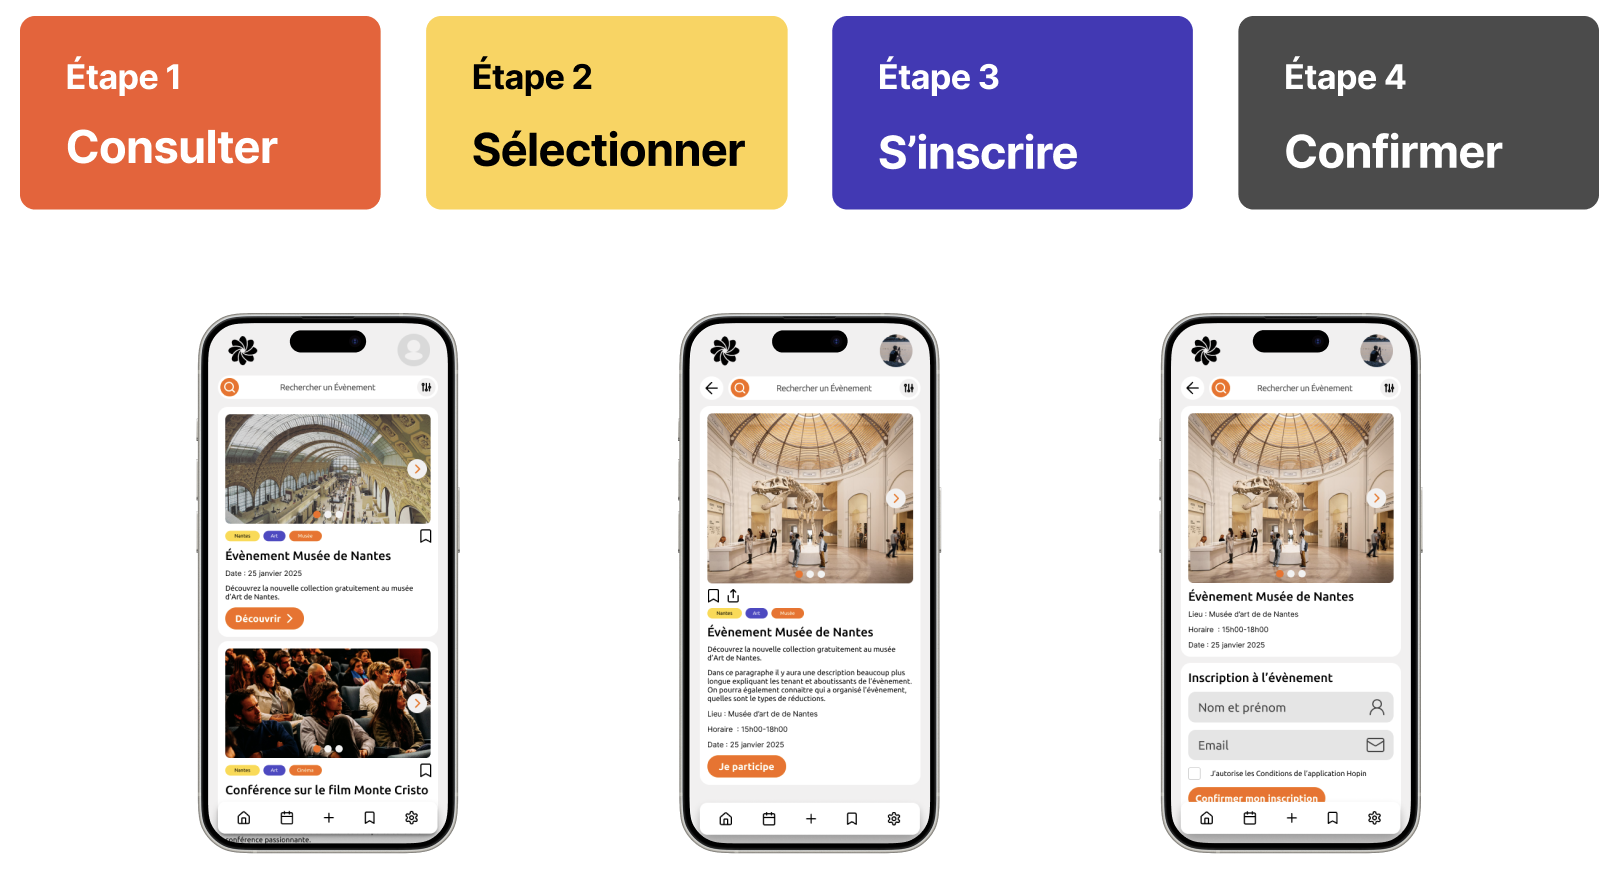 Étape 1
Consulter
Étape 2
Sélectionner
Étape 3
S’inscrire
Étape 4
Confirmer
Rechercher un Évènement
Nantes
Art
Musée
Évènement Musée de Nantes
Date : 25 janvier 2025
Découvrez la nouvelle collection gratuitement au musée
d’Art de Nantes.
Découvrir
Nantes
Art
Cinema
Conférence sur le film Monte Cristo
conférence passionnante.
Rechercher un Évènement
Nantes
Art
Musée
Évènement Musée de Nantes
Découvrez la nouvelle collection gratuitement au musée
d’Art de Nantes.
Dans ce paragraphe il y aura une description beaucoup plus
longue expliquant les tenant et aboutissants de l’évènement.
On pourra également connaitre qui a organisé l’évènement,
quelles sont le types de réductions.
Lieu : Musée d’art de de Nantes
Horaire : 15h00-18h00
Date : 25 janvier 2025
Je participe
Rechercher un Évènement
Évènement Musée de Nantes
Lieu : Musée d’art de de Nantes
Horaire : 15h00-18h00
Date : 25 janvier 2025
Inscription à l’évènement
Nom et prénom
Email
J’autorise les Conditions de l’application Hopin
Confirmer mon inscription